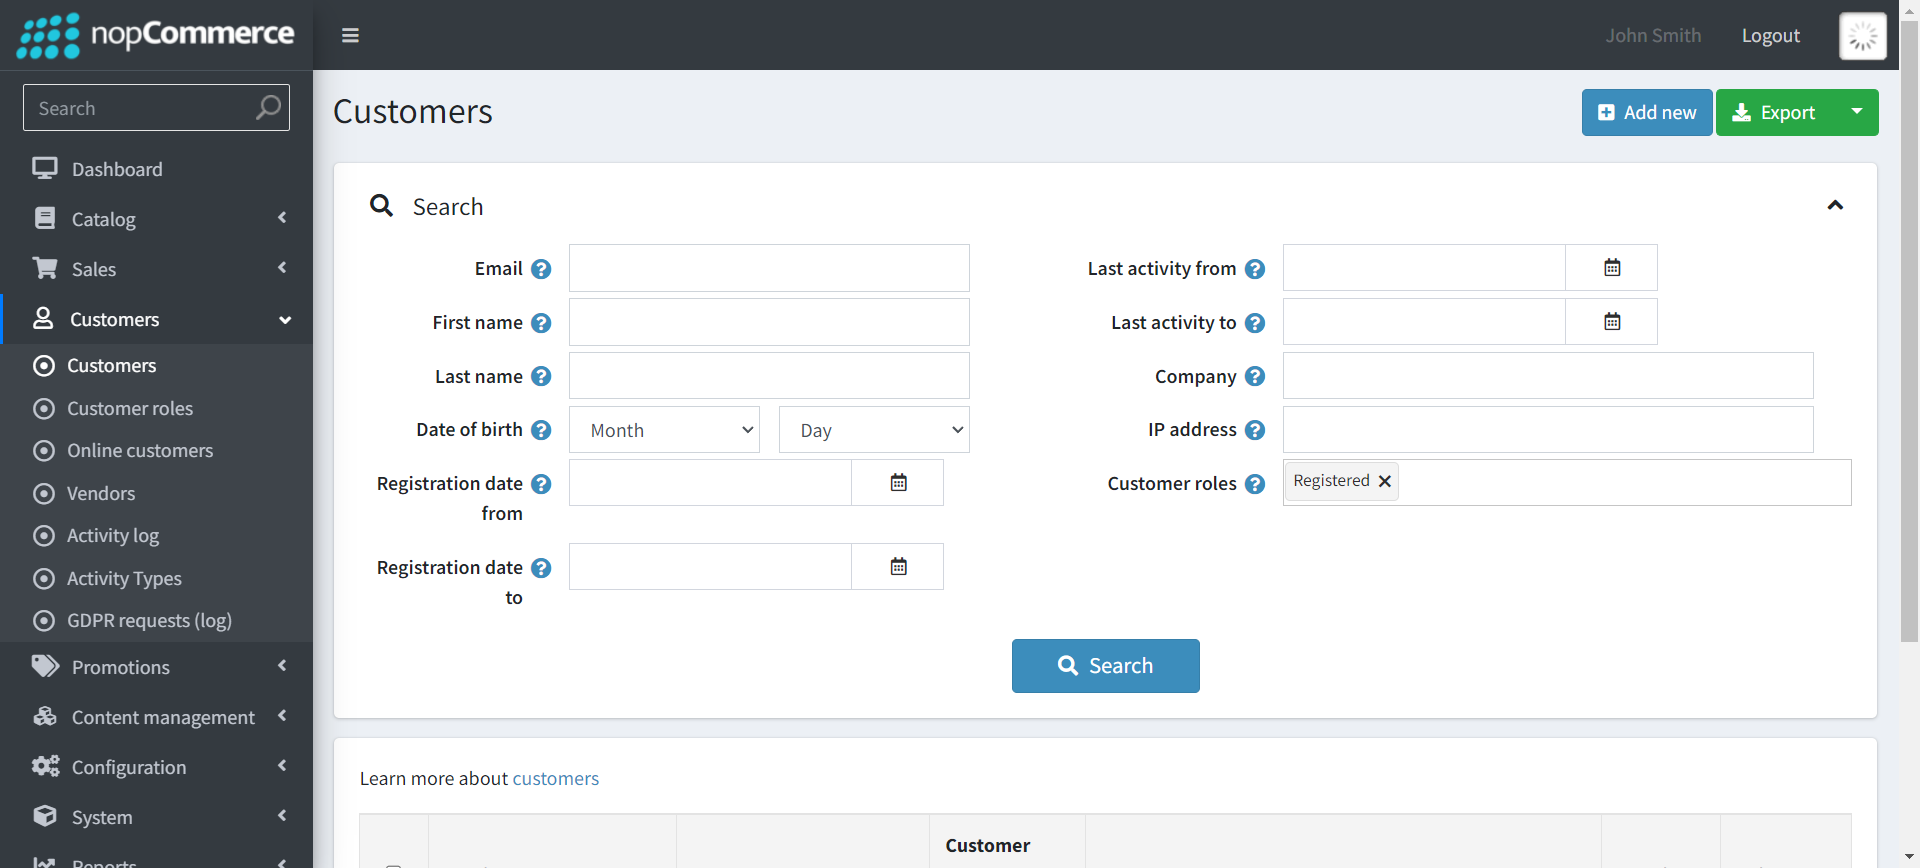 nopCommerce
John Smith
Logout
Search
Dashboard
Catalog
Sales
Customers
Customers
Customer roles
Online customers
Vendors
Activity log
Activity Types
GDPR requests (log)
Promotions
Content management
Configuration
System
Reports
Customers
Add new
Export
Search
Email
First name
Last name
Date of birth
Month
Day
Registration date
from
Registration date
to
Last activity from
Last activity to
Company
IP address
Customer roles
Registered
Search
Learn more about customers
Customer